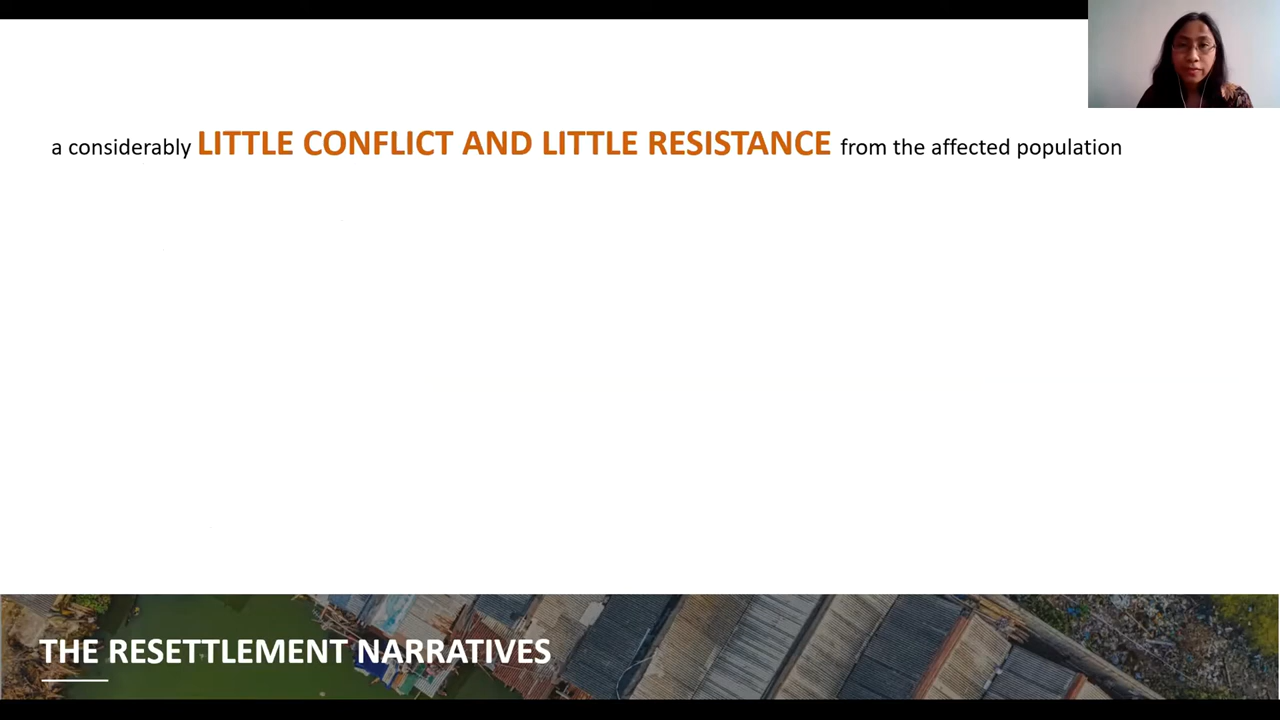 a considerably LITTLE CONFLICT AND LITTLE RESISTANCE from the affected population
THE RESETTLEMENT NARRATIVES